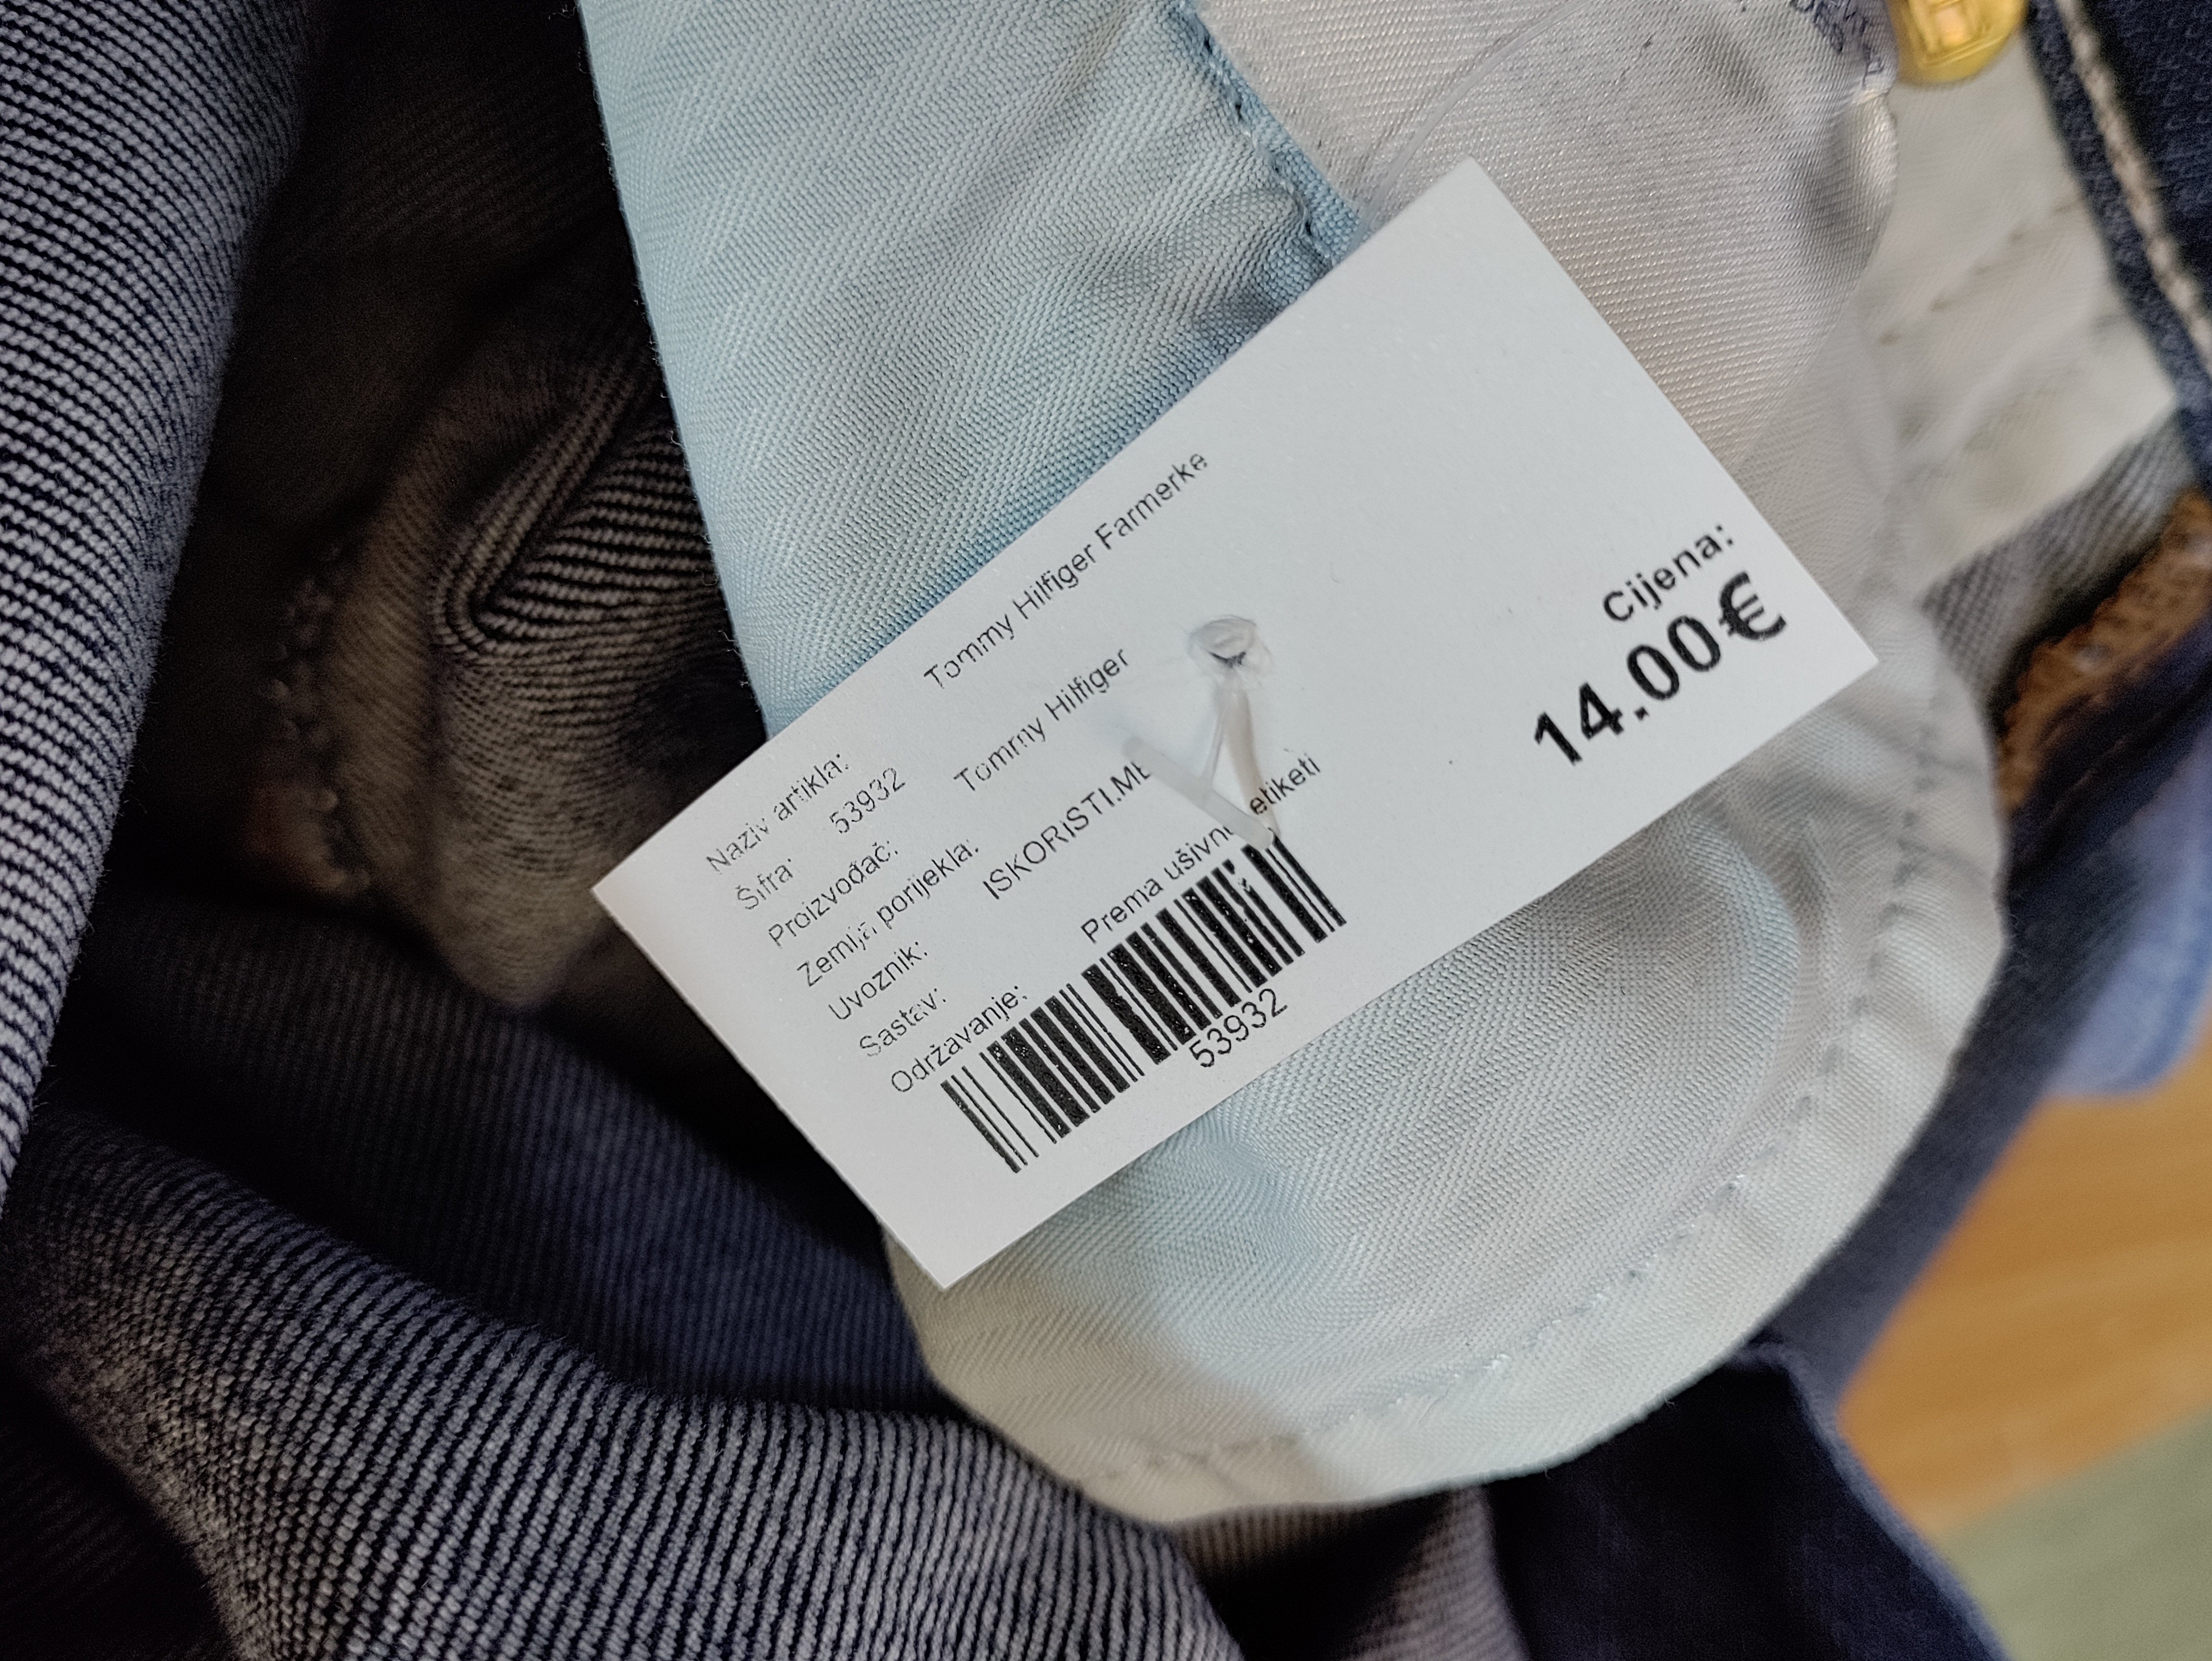 Naziv artikla: Tommy Hilfiger Farmerke
Šifra: 53932
Proizvođač: Tommy Hilfiger
Zemlja porijekla:
Uvoznik: ISKORISTI.ME
Sastav:
Održavanje: Prema ušivnoj etiketi
53932
Cijena:
14.00€